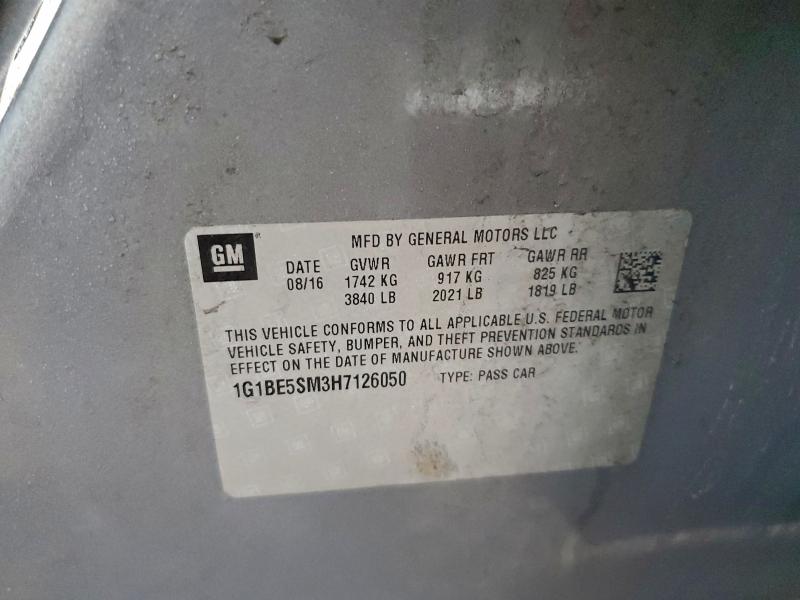 GM
MFD BY GENERAL MOTORS LLC
DATE GVWR GAWR FRT GAWR RR
08/16 1742 KG 917 KG 825 KG
3840 LB 2021 LB 1819 LB
THIS VEHICLE CONFORMS TO ALL APPLICABLE U.S. FEDERAL MOTOR
VEHICLE SAFETY, BUMPER, AND THEFT PREVENTION STANDARDS IN
EFFECT ON THE DATE OF MANUFACTURE SHOWN ABOVE.
1G1BE5SM3H7126050 TYPE: PASS CAR